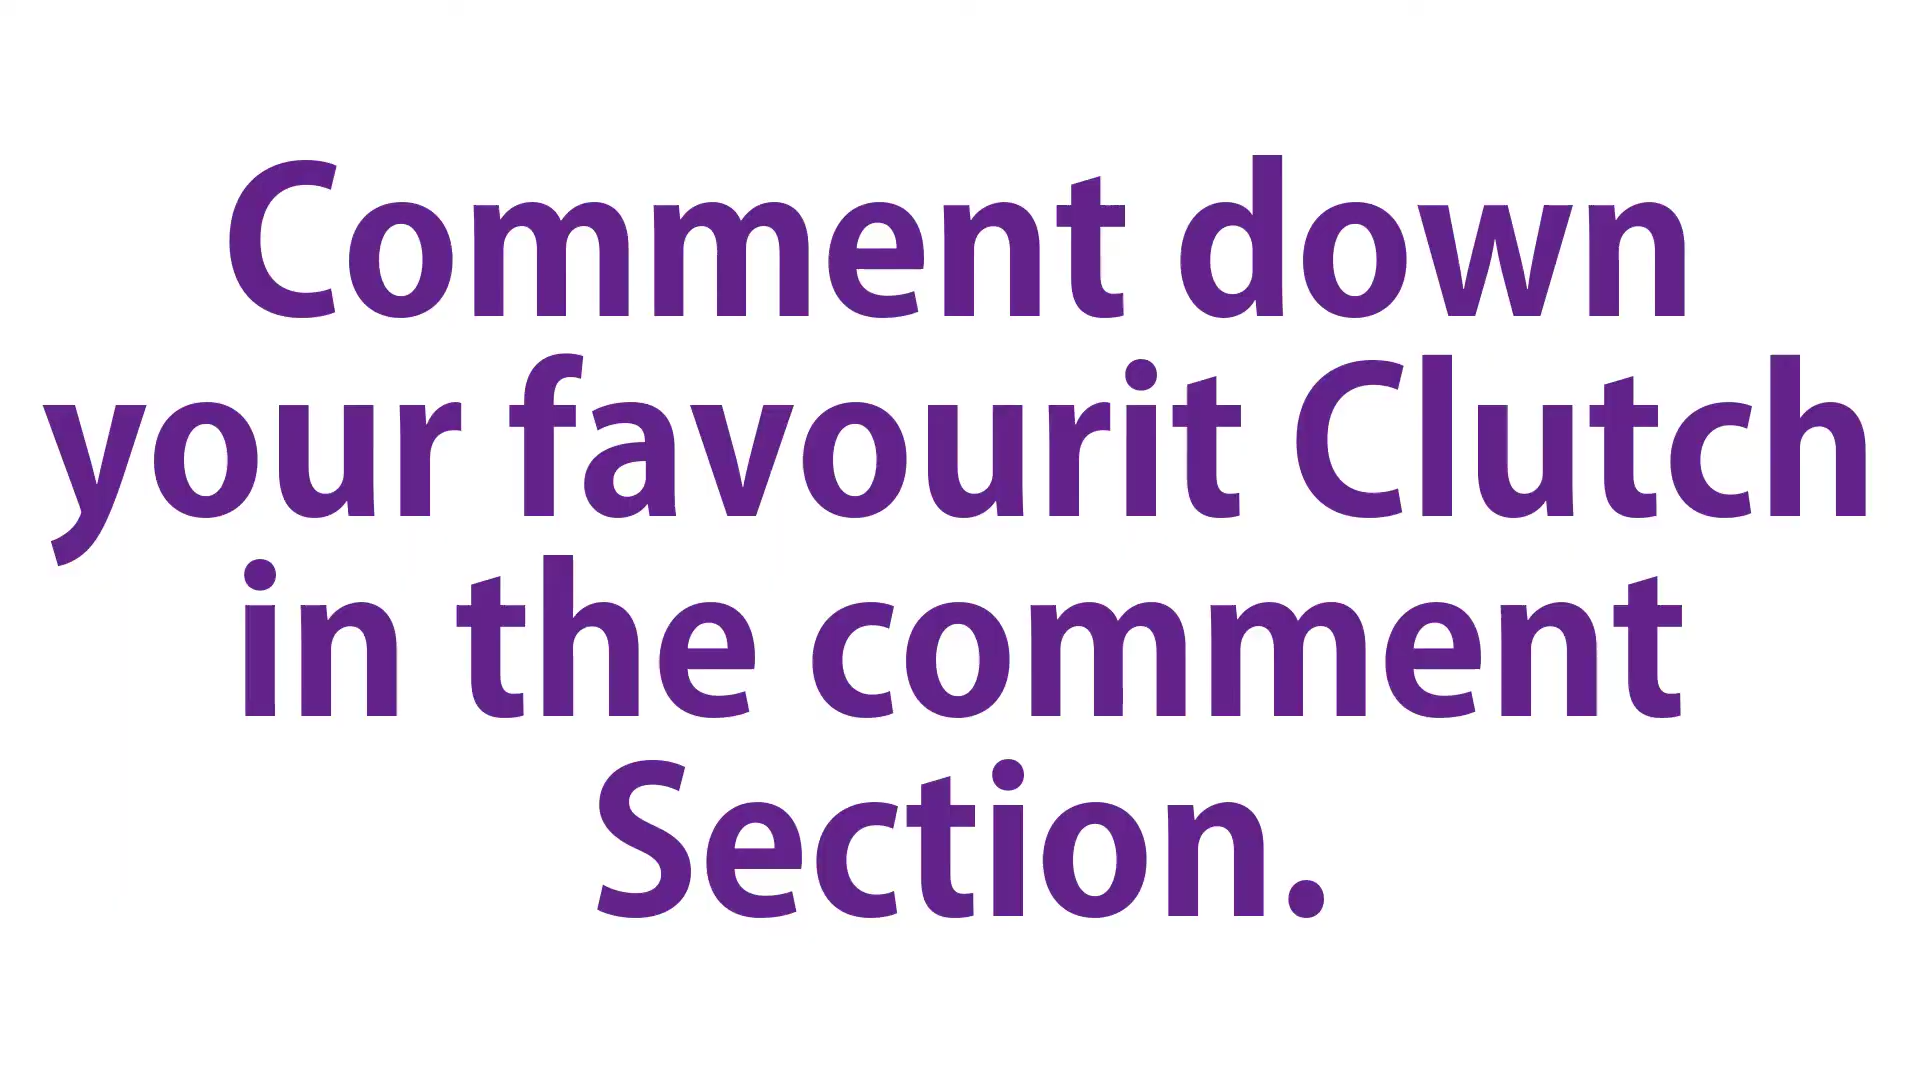 Comment down
your favourit Clutch
in the comment
Section.